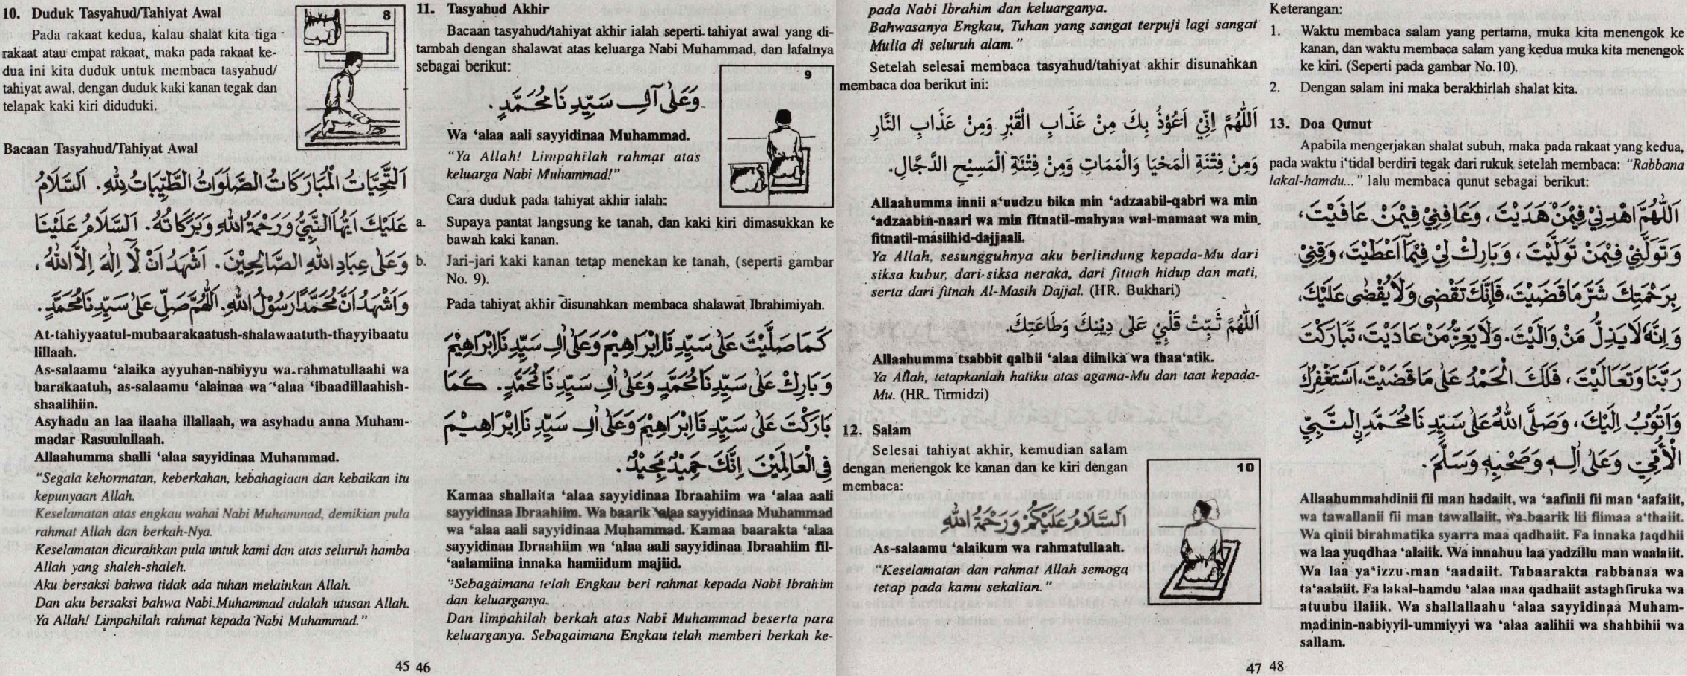 10. Duduk Tasyahud/Tahiyat Awal
Pada rakaat kedua, kalau shalat kita tiga
rakaat atau empat rakaat, maka pada rakaat ke-
dua ini kita duduk untuk membaca tasyahud/
tahiyat awal, dengan duduk kaki kanan tegak dan
telapak kaki kiri diduduki.
8
Bacaan Tasyahud/Tahiyat Awal
اَلتَّحِيَّاتُ الْمُبَارَكَاتُ الصَّلَوَاتُ الطَّيِّبَاتُ لِلّٰهِ. اَلسَّلَامُ
عَلَيْكَ اَيُّهَا النَّبِيُّ وَرَحْمَةُ اللهِ وَبَرَكَاتُهُ. اَلسَّلَامُ عَلَيْنَا
وَعَلَى عِبَادِ اللهِ الصَّالِحِيْنَ. اَشْهَدُ اَنْ لَّا اِلٰهَ اِلَّا اللهُ،
وَاَشْهَدُ اَنَّ مُحَمَّدًا رَسُوْلُ اللهِ. اَللّٰهُمَّ صَلِّ عَلَى سَيِّدِنَا مُحَمَّدٍ.
At-tahiyyaatul-mubaarakaatush-shalawaatuth-thayyibaatu
lillaah.
As-salaamu ‘alaika ayyuhan-nabiyyu wa rahmatullaahi wa
barakaatuh, as-salaamu ‘alainaa wa ‘alaa ‘ibaadillaahish-
shaalihiin.
Asyhadu an laa ilaaha illallaah, wa asyhadu anna Muham-
madar Rasuulullaah.
Allaahumma shalli ‘alaa sayyidinaa Muhammad.
"Segala kehormatan, keberkahan, kebahagiaan dan kebaikan itu
kepunyaan Allah.
Keselamatan atas engkau wahai Nabi Muhammad, demikian pula
rahmat Allah dan berkah-Nya.
Keselamatan dicurahkan pula untuk kami dan atas seluruh hamba
Allah yang shaleh-shaleh.
Aku bersaksi bahwa tidak ada tuhan melainkan Allah.
Dan aku bersaksi bahwa Nabi Muhammad adalah utusan Allah.
Ya Allah! Limpahilah rahmat kepada Nabi Muhammad."
45
11. Tasyahud Akhir
Bacaan tasyahud/tahiyat akhir ialah seperti tahiyat awal yang di-
tambah dengan shalawat atas keluarga Nabi Muhammad, dan lafalnya
sebagai berikut:
وَعَلَى آلِ سَيِّدِنَا مُحَمَّدٍ.
Wa ‘alaa aali sayyidinaa Muhammad.
"Ya Allah! Limpahilah rahmat atas
keluarga Nabi Muhammad!"
Cara duduk pada tahiyat akhir ialah:
9
a. Supaya pantat langsung ke tanah, dan kaki kiri dimasukkan ke
bawah kaki kanan.
b. Jari-jari kaki kanan tetap menekan ke tanah, (seperti gambar
No. 9).
Pada tahiyat akhir disunahkan membaca shalawat Ibrahimiyah.
كَمَا صَلَّيْتَ عَلَى سَيِّدِنَا اِبْرَاهِيْمَ وَعَلَى اٰلِ سَيِّدِنَا اِبْرَاهِيْمَ
وَبَارِكْ عَلَى سَيِّدِنَا مُحَمَّدٍ وَعَلَى اٰلِ سَيِّدِنَا مُحَمَّدٍ. كَمَا
بَارَكْتَ عَلَى سَيِّدِنَا اِبْرَاهِيْمَ وَعَلَى اٰلِ سَيِّدِنَا اِبْرَاهِيْمَ
فِى الْعَالَمِيْنَ اِنَّكَ حَمِيْدٌ مَجِيْدٌ.
Kamaa shallaita ‘alaa sayyidinaa Ibraahiim wa ‘alaa aali
sayyidinaa Ibraahiim. Wa baarik ‘alaa sayyidinaa Muhammad
wa ‘alaa aali sayyidinaa Muhammad. Kamaa baarakta ‘alaa
sayyidinaa Ibraahiim wa ‘alaa aali sayyidinaa Ibraahiim fil-
‘aalamiina innaka hamiidum majiid.
"Sebagaimana telah Engkau beri rahmat kepada Nabi Ibrahim
dan keluarganya.
Dan limpahilah berkah atas Nabi Muhammad beserta para
keluarganya. Sebagaimana Engkau telah memberi berkah ke-
46
pada Nabi Ibrahim dan keluarganya.
Bahwasanya Engkau, Tuhan yang sangat terpuji lagi sangat
Mulia di seluruh alam."
Setelah selesai membaca tasyahud/tahiyat akhir disunahkan
membaca doa berikut ini:
اَللّٰهُمَّ اِنِّيْ اَعُوْذُ بِكَ مِنْ عَذَابِ الْقَبْرِ وَمِنْ عَذَابِ النَّارِ
وَمِنْ فِتْنَةِ الْمَحْيَا وَالْمَمَاتِ وَمِنْ فِتْنَةِ الْمَسِيْحِ الدَّجَّالِ.
Allaahumma innii a‘uudzu bika min ‘adzaabil-qabri wa min
‘adzaabin-naari wa min fitnatil-mahyaa wal-mamaat wa min
fitnatil-masiihid-dajjaali.
Ya Allah, sesungguhnya aku berlindung kepada-Mu dari
siksa kubur, dari siksa neraka, dari fitnah hidup dan mati,
serta dari fitnah Al-Masih Dajjal. (HR. Bukhari)
اَللّٰهُمَّ ثَبِّتْ قَلْبِيْ عَلَى دِيْنِكَ وَطَاعَتِكَ.
Allaahumma tsabbit qalbii ‘alaa diinika wa thaa‘atik.
Ya Allah, tetapkanlah hatiku atas agama-Mu dan taat kepada-
Mu. (HR. Tirmidzi)
12. Salam
Selesai tahiyat akhir, kemudian salam
dengan menengok ke kanan dan ke kiri dengan
membaca:
اَلسَّلَامُ عَلَيْكُمْ وَرَحْمَةُ اللهِ
As-salaamu ‘alaikum wa rahmatullaah.
"Keselamatan dan rahmat Allah semoga
tetap pada kamu sekalian."
10
47
Keterangan:
1. Waktu membaca salam yang pertama, muka kita menengok ke
kanan, dan waktu membaca salam yang kedua muka kita menengok
ke kiri. (Seperti pada gambar No.10).
2. Dengan salam ini maka berakhirlah shalat kita.
13. Doa Qunut
Apabila mengerjakan shalat subuh, maka pada rakaat yang kedua,
pada waktu i'tidal berdiri tegak dari rukuk setelah membaca: "Rabbana
lakal-hamdu..." lalu membaca qunut sebagai berikut:
اَللّٰهُمَّ اهْدِنِيْ فِيْمَنْ هَدَيْتَ، وَعَافِنِيْ فِيْمَنْ عَافَيْتَ،
وَتَوَلَّنِيْ فِيْمَنْ تَوَلَّيْتَ، وَبَارِكْ لِيْ فِيْمَا اَعْطَيْتَ، وَقِنِيْ
بِرَحْمَتِكَ شَرَّ مَا قَضَيْتَ، فَاِنَّكَ تَقْضِى وَلَا يُقْضَى عَلَيْكَ،
وَاِنَّهُ لَا يَذِلُّ مَنْ وَالَيْتَ، وَلَا يَعِزُّ مَنْ عَادَيْتَ، تَبَارَكْتَ
رَبَّنَا وَتَعَالَيْتَ، فَلَكَ الْحَمْدُ عَلَى مَا قَضَيْتَ، اَسْتَغْفِرُكَ
وَاَتُوْبُ اِلَيْكَ، وَصَلَّى اللهُ عَلَى سَيِّدِنَا مُحَمَّدٍ النَّبِيِّ
الْاُمِّيِّ وَعَلَى اٰلِهِ وَصَحْبِهِ وَسَلَّمَ.
Allaahummahdinii fii man hadaiit, wa ‘aafinii fii man ‘aafaiit,
wa tawallanii fii man tawallaiit, wa baarik lii fiimaa a‘thaiit.
Wa qinii birahmatika syarra maa qadhaiit. Fa innaka taqdhii
wa laa yuqdhaa ‘alaiik. Wa innahuu laa yadzillu man waalaiit.
Wa laa ya‘izzu man ‘aadaiit. Tabaarakta rabbanaa wa
ta‘aalaiit. Fa lakal-hamdu ‘alaa maa qadhaiit astaghfiruka wa
atuubu ilaiik. Wa shallallaahu ‘alaa sayyidinaa Muham-
madinin-nabiyyil-ummiyyi wa ‘alaa aalihii wa shahbihii wa
sallam.
48